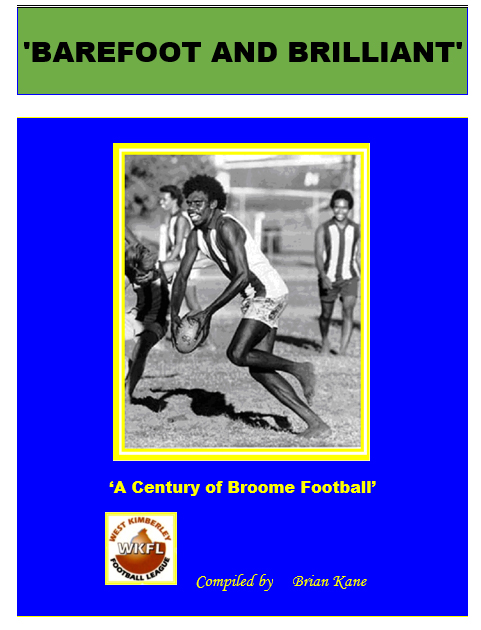 'BAREFOOT AND BRILLIANT'
‘A Century of Broome Football’
WEST KIMBERLEY
WKFL
FOOTBALL LEAGUE
Compiled by Brian Kane